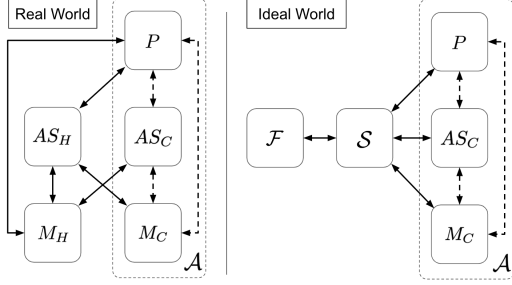 Real World
P
AS_H
AS_C
M_H
M_C
𝒜
Ideal World
P
ℱ
𝒮
AS_C
M_C
𝒜